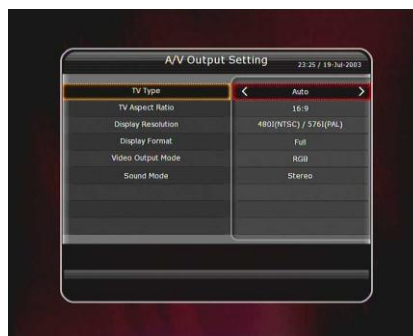 A/V Output Setting 23:25 / 19-Jul-2003
TV Type Auto
TV Aspect Ratio 16:9
Display Resolution 480I(NTSC) / 576I(PAL)
Display Format Full
Video Output Mode RGB
Sound Mode Stereo